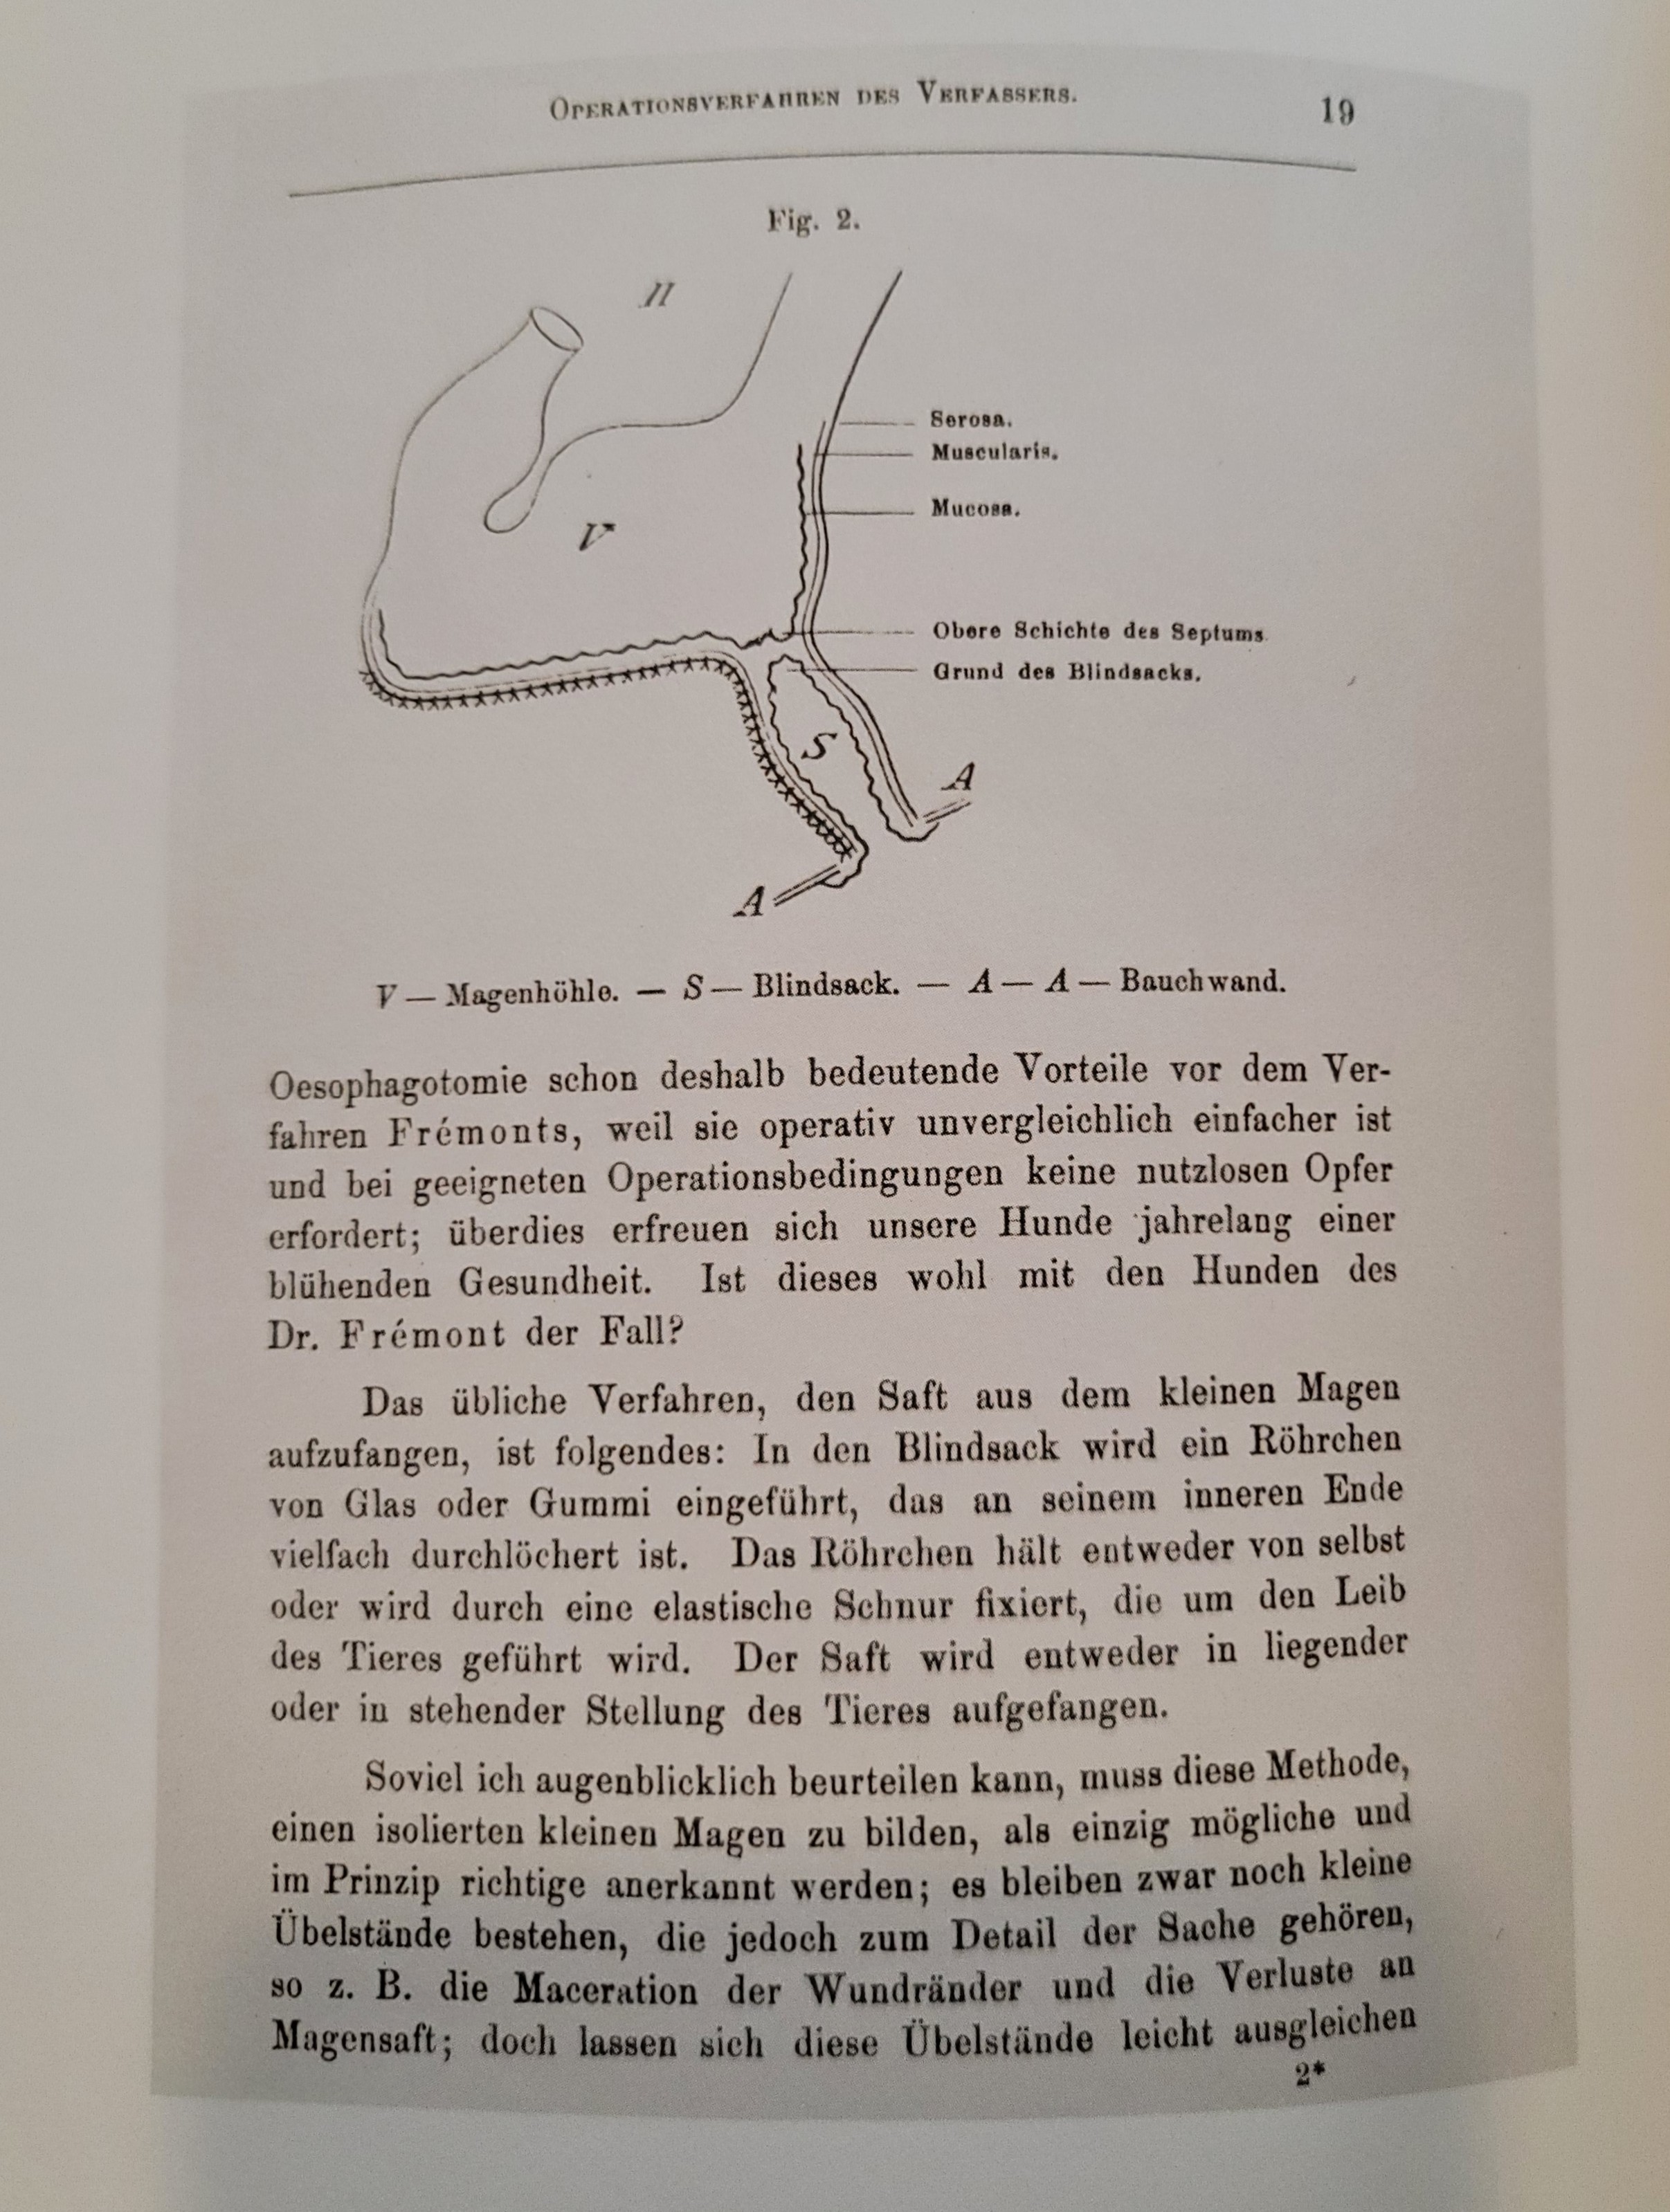 OPERATIONSVERFAHREN DES VERFASSERS. 19
Fig. 2.
II
Serosa.
Muscularis.
Mucosa.
V
Obere Schichte des Septums
Grund des Blindsacks.
S
A
A
V — Magenhöhle. — S — Blindsack. — A — A — Bauchwand.
Oesophagotomie schon deshalb bedeutende Vorteile vor dem Ver-
fahren Frémonts, weil sie operativ unvergleichlich einfacher ist
und bei geeigneten Operationsbedingungen keine nutzlosen Opfer
erfordert; überdies erfreuen sich unsere Hunde jahrelang einer
blühenden Gesundheit. Ist dieses wohl mit den Hunden des
Dr. Frémont der Fall?
Das übliche Verfahren, den Saft aus dem kleinen Magen
aufzufangen, ist folgendes: In den Blindsack wird ein Röhrchen
von Glas oder Gummi eingeführt, das an seinem inneren Ende
vielfach durchlöchert ist. Das Röhrchen hält entweder von selbst
oder wird durch eine elastische Schnur fixiert, die um den Leib
des Tieres geführt wird. Der Saft wird entweder in liegender
oder in stehender Stellung des Tieres aufgefangen.
Soviel ich augenblicklich beurteilen kann, muss diese Methode,
einen isolierten kleinen Magen zu bilden, als einzig mögliche und
im Prinzip richtige anerkannt werden; es bleiben zwar noch kleine
Übelstände bestehen, die jedoch zum Detail der Sache gehören,
so z. B. die Maceration der Wundränder und die Verluste an
Magensaft; doch lassen sich diese Übelstände leicht ausgleichen
2*